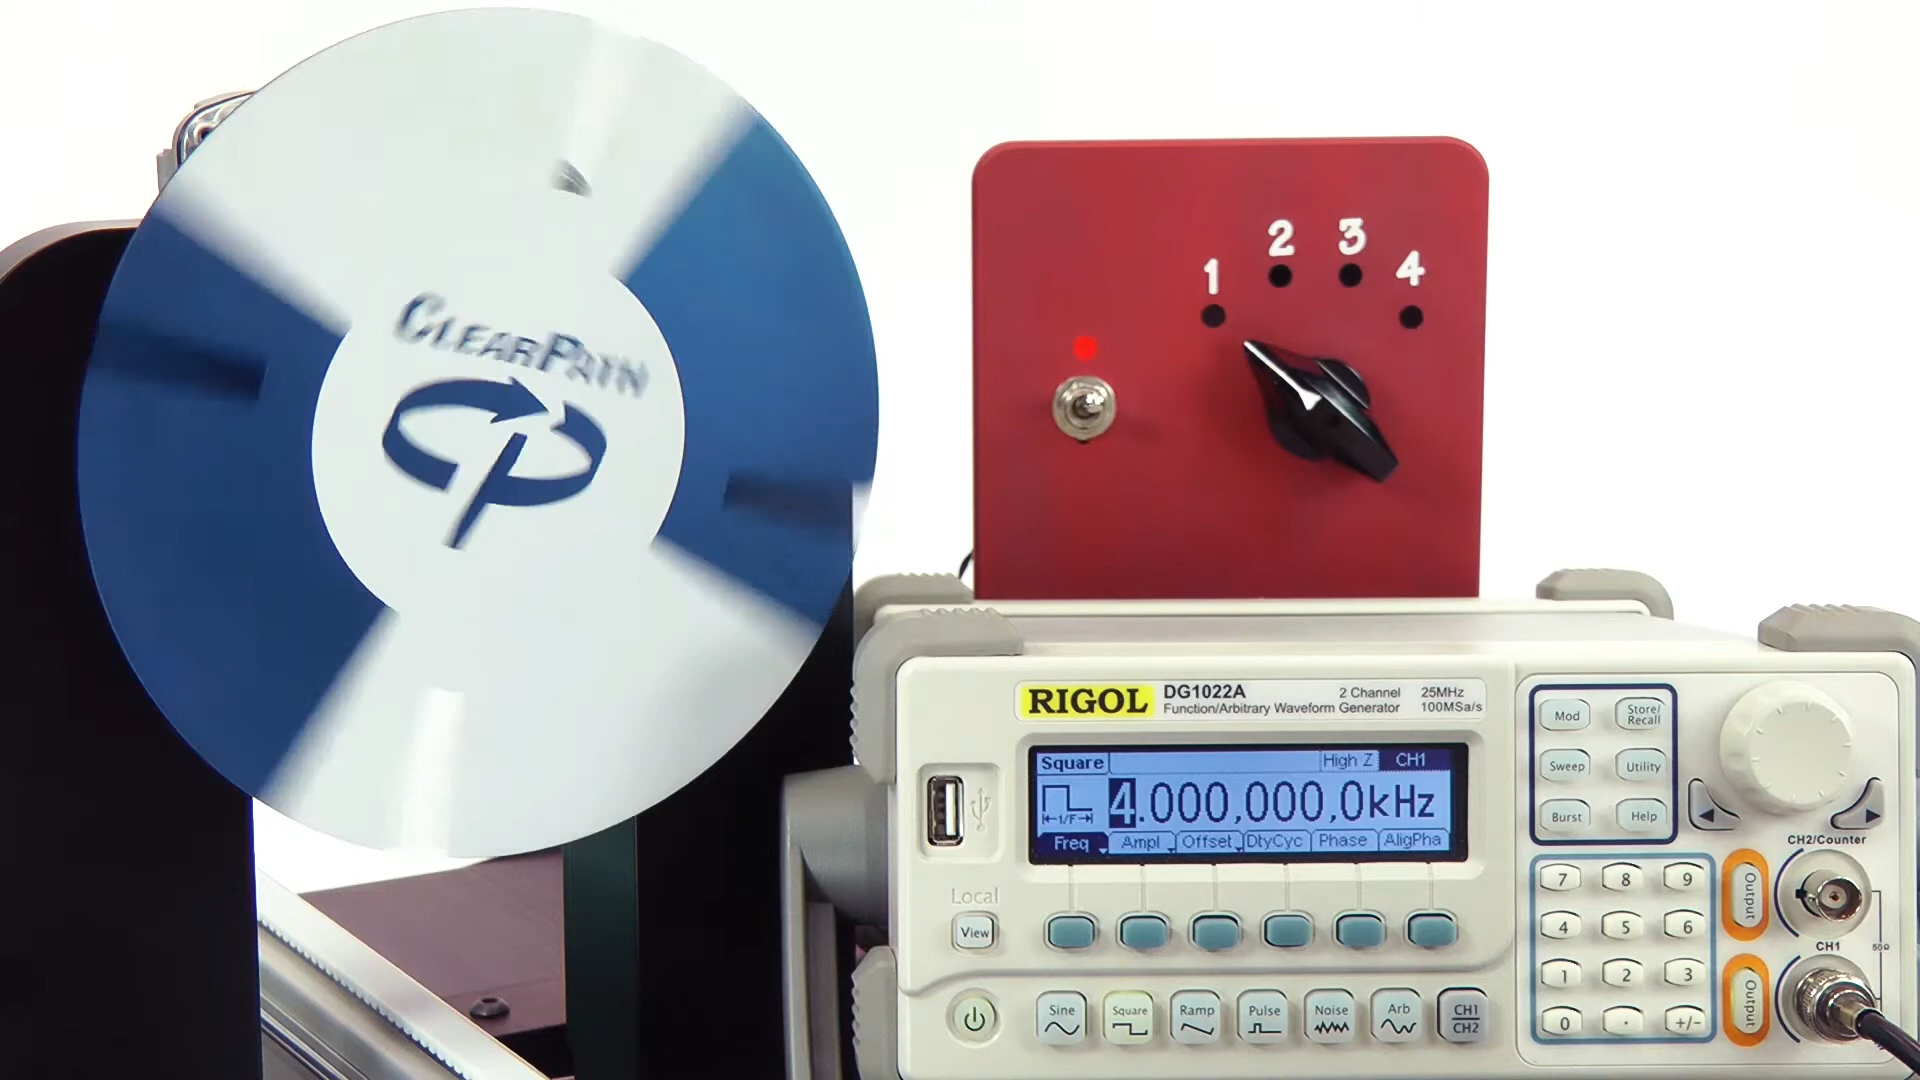 CLEARPATH
1 2 3 4
RIGOL DG1022A 2 Channel 25MHz
Function/Arbitrary Waveform Generator 100MSa/s
Square High Z CH1
4.000,000,0kHz
1/F
Freq Ampl Offset DtyCyc Phase AligPha
Local
View
Sine Square Ramp Pulse Noise Arb CH1
CH2
Mod Store/
Recall
Sweep Utility
Burst Help
7 8 9
4 5 6
1 2 3
0 . +/-
Output
Output
CH2/Counter
CH1
50Ω